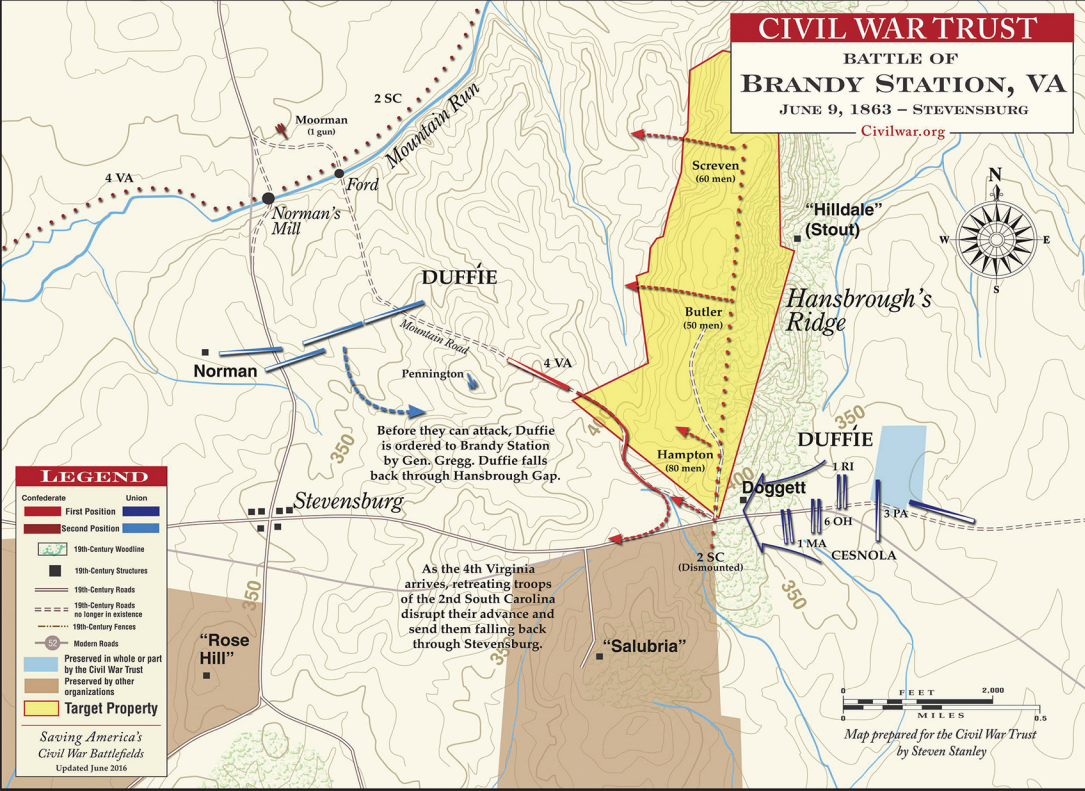 CIVIL WAR TRUST
BATTLE OF
BRANDY STATION, VA
JUNE 9, 1863 – STEVENSBURG
Civilwar.org
2 SC
Mountain Run
Moorman
(1 gun)
4 VA
Ford
Norman's
Mill
Screven
(60 men)
"Hilldale"
(Stout)
N
W
E
S
DUFFÍE
Hansbrough's
Ridge
Butler
(50 men)
Mountain Road
Norman
Pennington
4 VA
Before they can attack, Duffie
is ordered to Brandy Station
by Gen. Gregg. Duffie falls
back through Hansbrough Gap.
350
40
350
DUFFÍE
Hampton
(80 men)
400
Doggett
1 RI
6 OH
3 PA
1 MA
CESNOLA
Stevensburg
2 SC
(Dismounted)
As the 4th Virginia
arrives, retreating troops
of the 2nd South Carolina
disrupt their advance and
send them falling back
through Stevensburg.
350
350
35
"Rose
Hill"
"Salubria"
LEGEND
Confederate
Union
First Position
Second Position
19th-Century Woodline
19th-Century Structures
19th-Century Roads
19th-Century Roads
no longer in existence
19th-Century Fences
52
Modern Roads
Preserved in whole or part
by the Civil War Trust
Preserved by other
organizations
Target Property
Saving America's
Civil War Battlefields
Updated June 2016
0
FEET
2,000
0
MILES
0.5
Map prepared for the Civil War Trust
by Steven Stanley